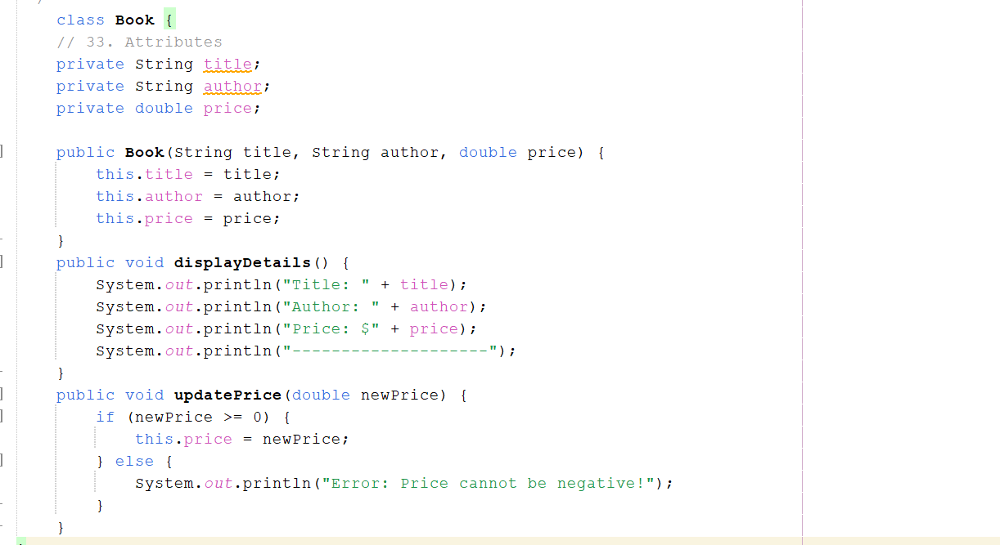 class Book {
// 33. Attributes
private String title;
private String author;
private double price;
public Book(String title, String author, double price) {
this.title = title;
this.author = author;
this.price = price;
}
public void displayDetails() {
System.out.println("Title: " + title);
System.out.println("Author: " + author);
System.out.println("Price: $" + price);
System.out.println("--------------------");
}
public void updatePrice(double newPrice) {
if (newPrice >= 0) {
this.price = newPrice;
} else {
System.out.println("Error: Price cannot be negative!");
}
}